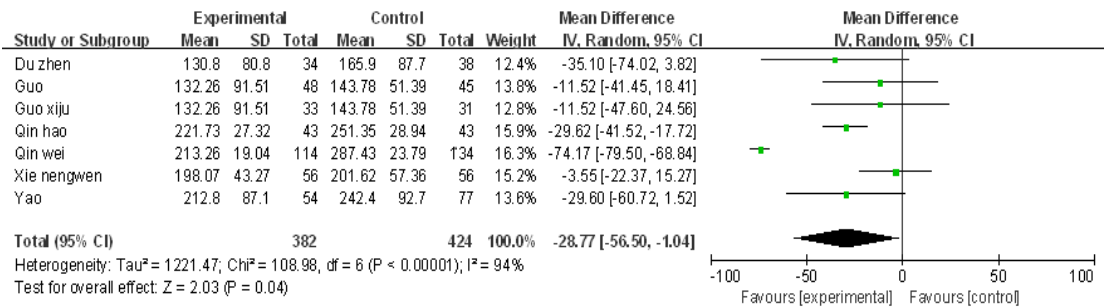 Experimental Control Mean Difference Mean Difference
Study or Subgroup Mean SD Total Mean SD Total Weight IV, Random, 95% CI IV, Random, 95% CI
Du zhen 130.8 80.8 34 165.9 87.7 38 12.4% -35.10 [-74.02, 3.82]
Guo 132.26 91.51 48 143.78 51.39 45 13.8% -11.52 [-41.45, 18.41]
Guo xiju 132.26 91.51 33 143.78 51.39 31 12.8% -11.52 [-47.60, 24.56]
Qin hao 221.73 27.32 43 251.35 28.94 43 15.9% -29.62 [-41.52, -17.72]
Qin wei 213.26 19.04 114 287.43 23.79 134 16.3% -74.17 [-79.50, -68.84]
Xie nengwen 198.07 43.27 56 201.62 57.36 56 15.2% -3.55 [-22.37, 15.27]
Yao 212.8 87.1 54 242.4 92.7 77 13.6% -29.60 [-60.72, 1.52]
Total (95% CI) 382 424 100.0% -28.77 [-56.50, -1.04]
Heterogeneity: Tau² = 1221.47; Chi² = 108.98, df = 6 (P < 0.00001); I² = 94%
Test for overall effect: Z = 2.03 (P = 0.04)
-100 -50 0 50 100
Favours [experimental] Favours [control]